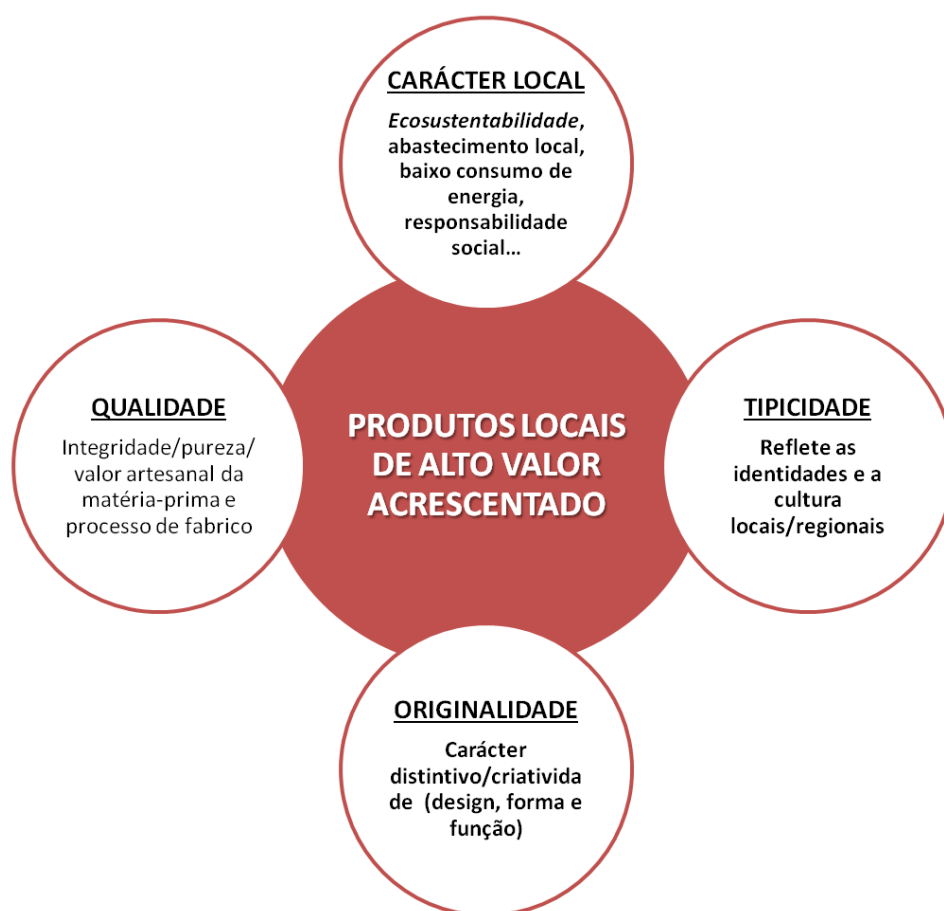 CARÁCTER LOCAL
Ecosustentabilidade,
abastecimento local,
baixo consumo de
energia,
responsabilidade
social...
QUALIDADE
Integridade/pureza/
valor artesanal da
matéria-prima e
processo de fabrico
PRODUTOS LOCAIS
DE ALTO VALOR
ACRESCENTADO
TIPICIDADE
Reflete as
identidades e a
cultura
locais/regionais
ORIGINALIDADE
Carácter
distintivo/criativida
de (design, forma e
função)